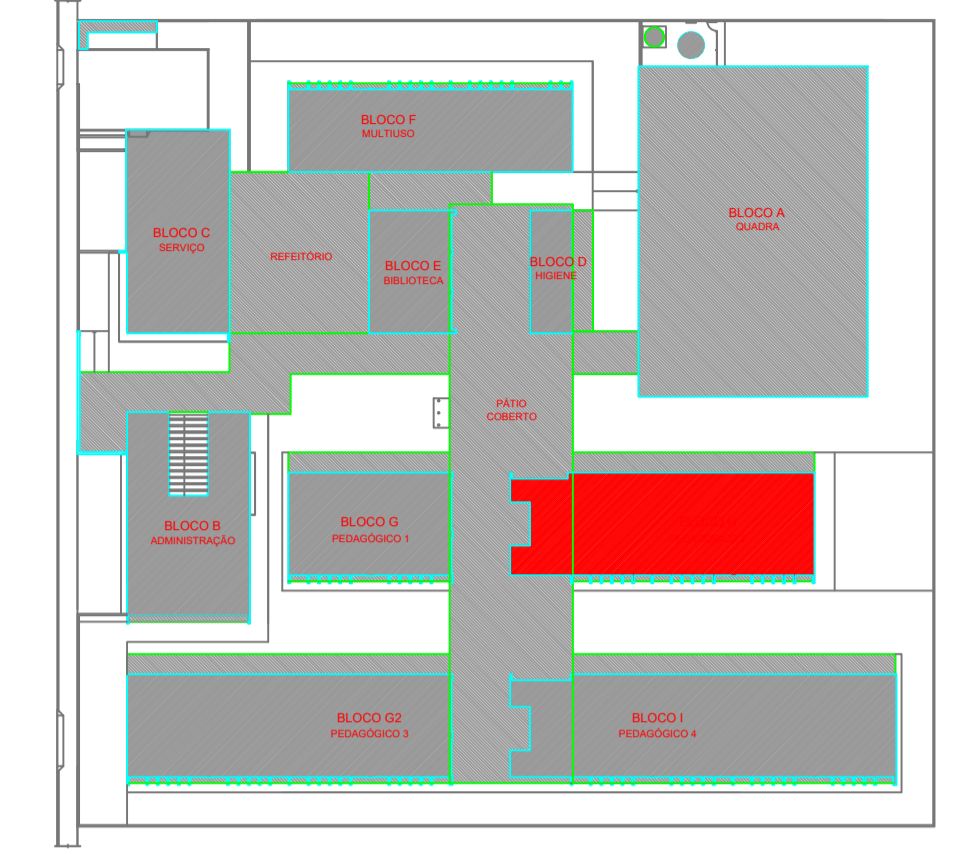 BLOCO F
MULTIUSO
BLOCO A
QUADRA
BLOCO C
SERVIÇO
REFEITÓRIO
BLOCO E
BIBLIOTECA
BLOCO D
HIGIENE
PÁTIO
COBERTO
BLOCO B
ADMINISTRAÇÃO
BLOCO G
PEDAGÓGICO 1
BLOCO G2
PEDAGÓGICO 3
BLOCO I
PEDAGÓGICO 4